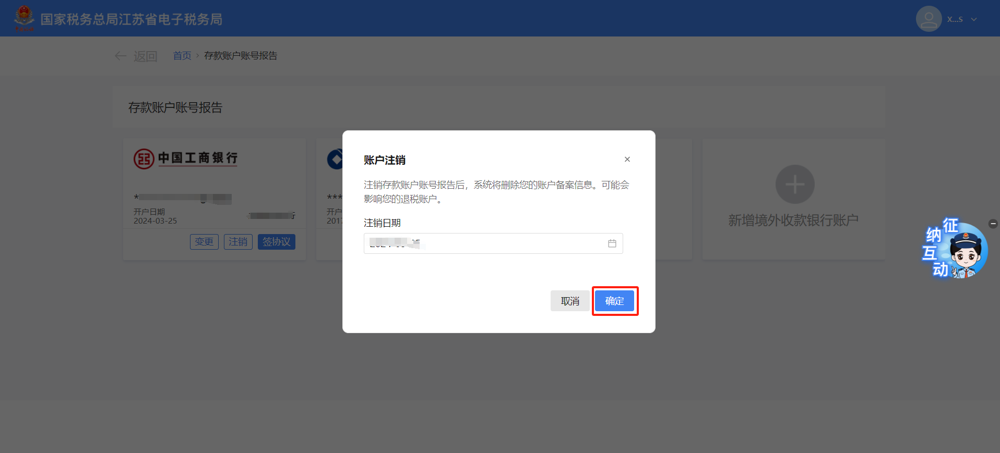 国家税务总局江苏省电子税务局
X...S
返回 首页 > 存款账户账号报告
存款账户账号报告
中国工商银行
*
开户日期
2024-03-25
行
变更 注销 签协议
***
开户
2017
新增境外收款银行账户
账户注销
注销存款账户账号报告后，系统将删除您的账户备案信息。可能会
影响您的退税账户。
注销日期
取消 确定
征
纳
互
动